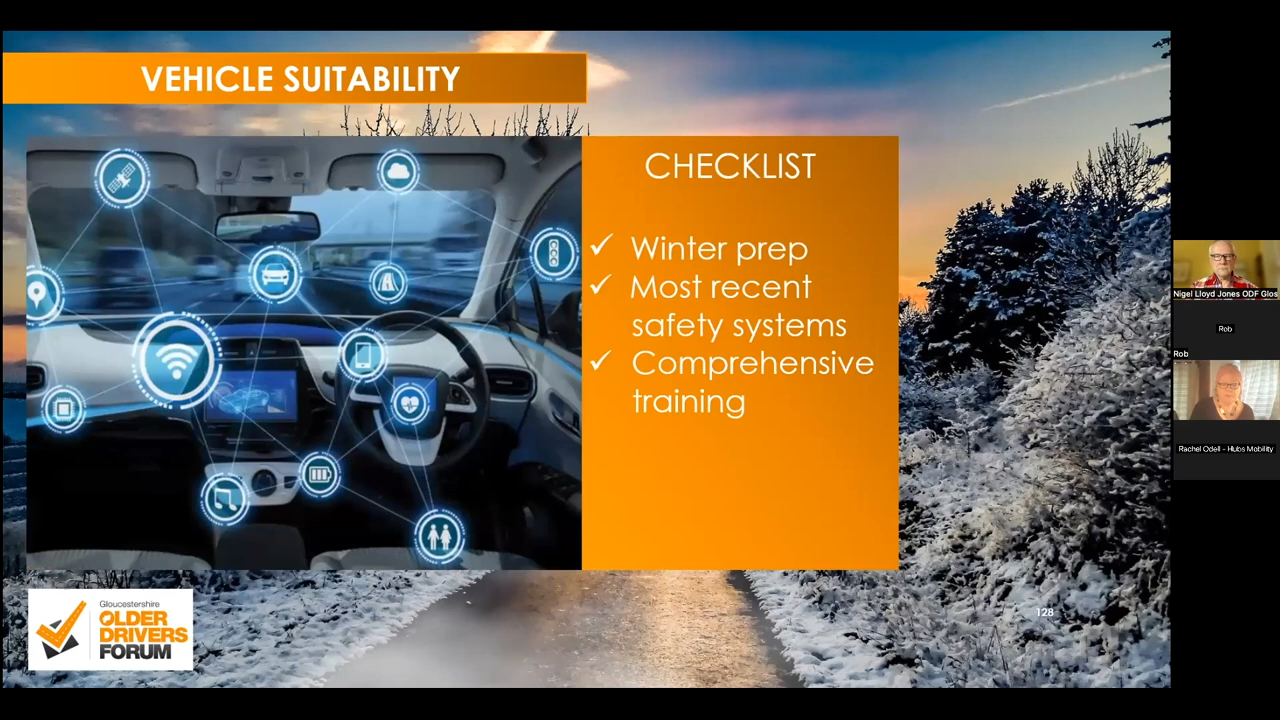 VEHICLE SUITABILITY
CHECKLIST
✓ Winter prep
✓ Most recent
safety systems
✓ Comprehensive
training
Nigel Lloyd Jones ODF Glos
Rob
Rob
Rachel Odell - Hubs Mobility
128
Gloucestershire
OLDER
DRIVERS
FORUM